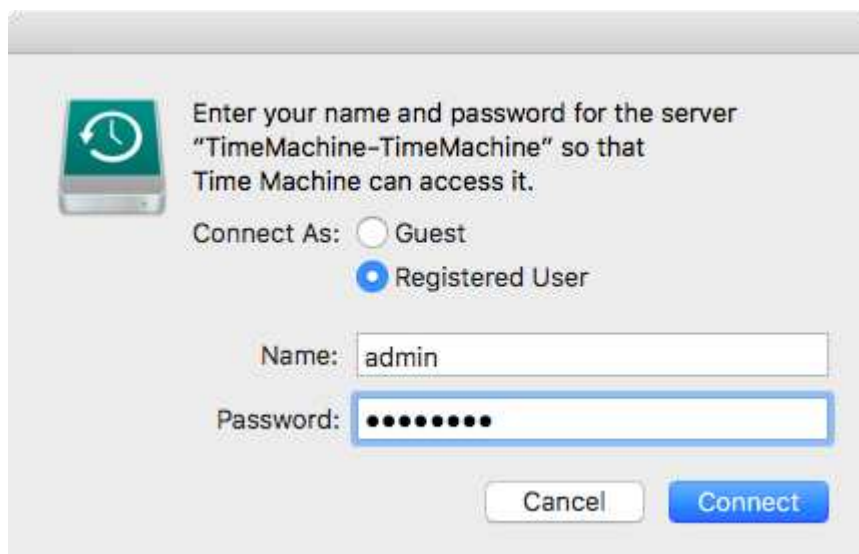 Enter your name and password for the server
“TimeMachine-TimeMachine” so that
Time Machine can access it.
Connect As: Guest
Registered User
Name: admin
Password: ••••••••
Cancel Connect